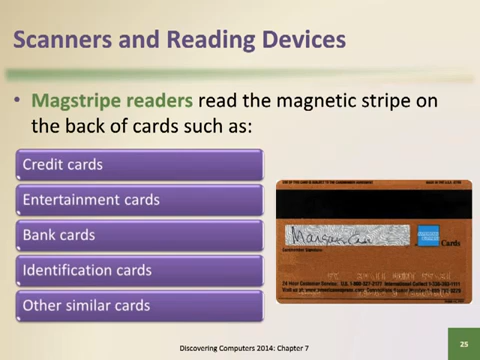 Scanners and Reading Devices
• Magstripe readers read the magnetic stripe on
the back of cards such as:
Credit cards
Entertainment cards
Bank cards
Identification cards
Other similar cards
Cards
Discovering Computers 2014: Chapter 7
25